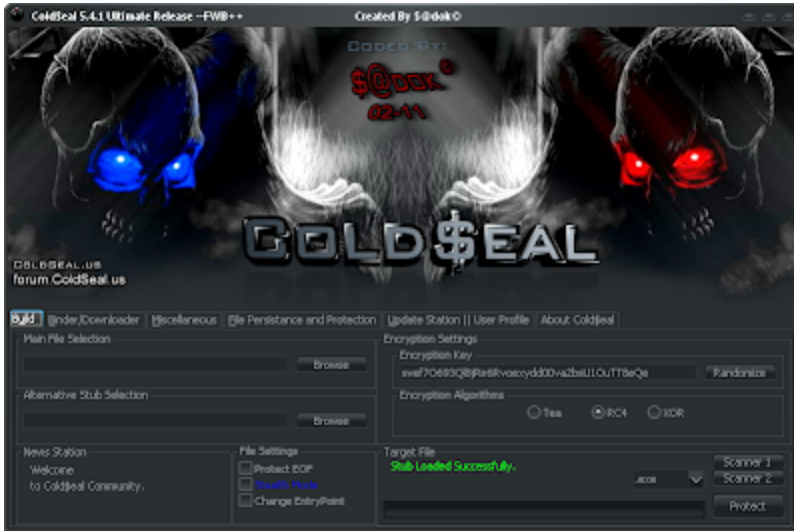 ColdSeal 5.4.1 Ultimate Release --FWB++
Created By $@dok©
Coded By:
$@dok©
02-11
Cold$eal
ColdSeal.us
forum.ColdSeal.us
Build
Binder/Downloader
Miscellaneous
File Persistance and Protection
Update Station || User Profile
About Cold$eal
Main File Selection
Browse
Alternative Stub Selection
Browse
Encryption Settings
Encryption Key
Randomize
Encryption Algorithms
Tea
RC4
XOR
News Station
Welcome
to Cold$eal Community.
File Settings
Protect EOF
Stealth Mode
Change EntryPoint
Target File
Stub Loaded Successfully.
Scanner 1
Scanner 2
Protect